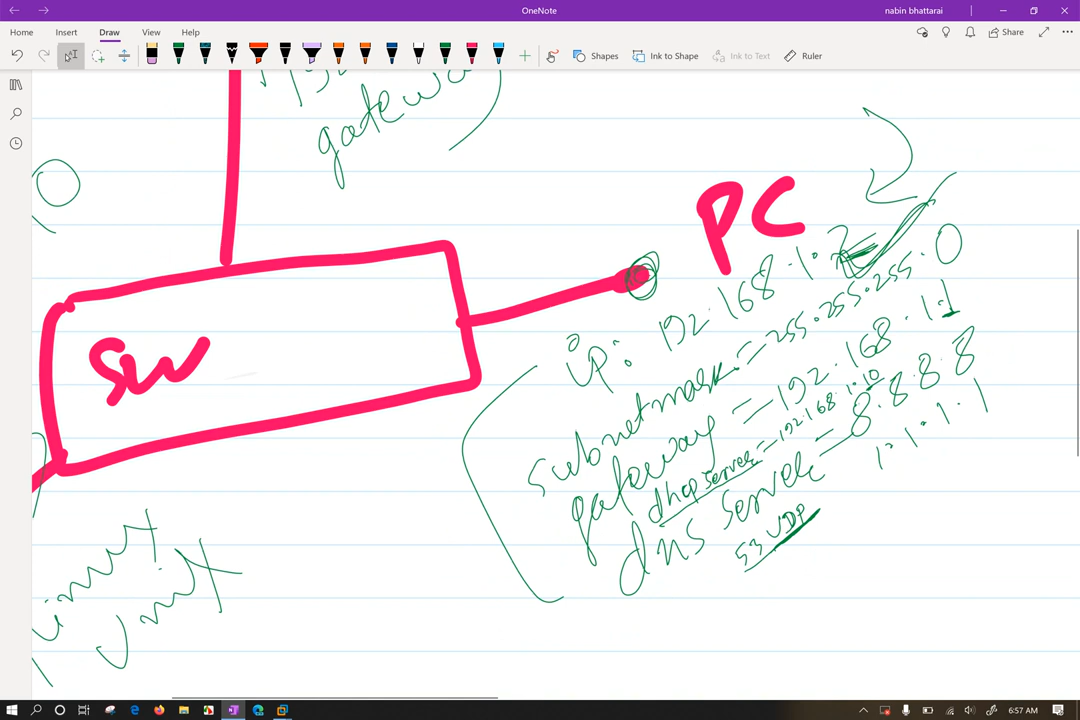 OneNote
nabin bhattarai
Home
Insert
Draw
View
Help
Share
Shapes
Ink to Shape
Ink to Text
Ruler
gateway
PC
SW
IP: 192.168.1.2
subnetmask = 255.255.255.0
gateway = 192.168.1.1
dhcp server = 192.168.1.10
dns server = 8.8.8.8
1.1.1.1
53 UDP
unit
6:57 AM